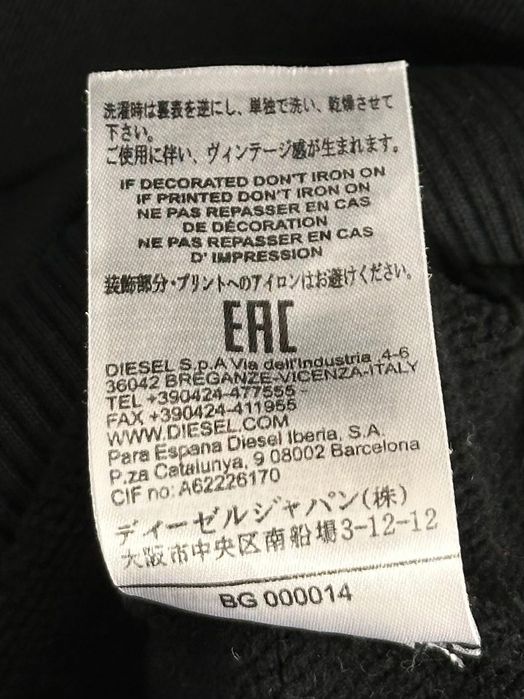 洗濯時は裏表を逆にし、単独で洗い、乾燥させて
下さい。
ご使用に伴い、ヴィンテージ感が生まれます。
IF DECORATED DON'T IRON ON
IF PRINTED DON'T IRON ON
NE PAS REPASSER EN CAS
DE DÉCORATION
NE PAS REPASSER EN CAS
D' IMPRESSION
装飾部分・プリントへのアイロンはお避けください。
EAC
DIESEL S.p.A Via dell'Industria ,4-6
36042 BREGANZE-VICENZA-ITALY
TEL +390424-477555 -
FAX +390424-411955
WWW.DIESEL.COM
Para Espana Diesel Iberia, S.A.
P.za Catalunya, 9 08002 Barcelona
CIF no: A62226170
ディーゼルジャパン(株)
大阪市中央区南船場3-12-12
BG 000014